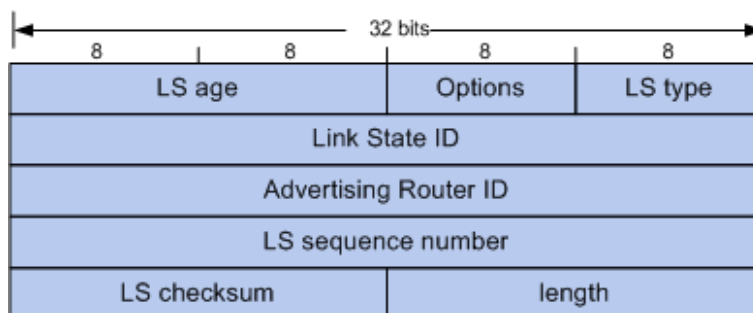 32 bits
8 8 8 8
LS age Options LS type
Link State ID
Advertising Router ID
LS sequence number
LS checksum length